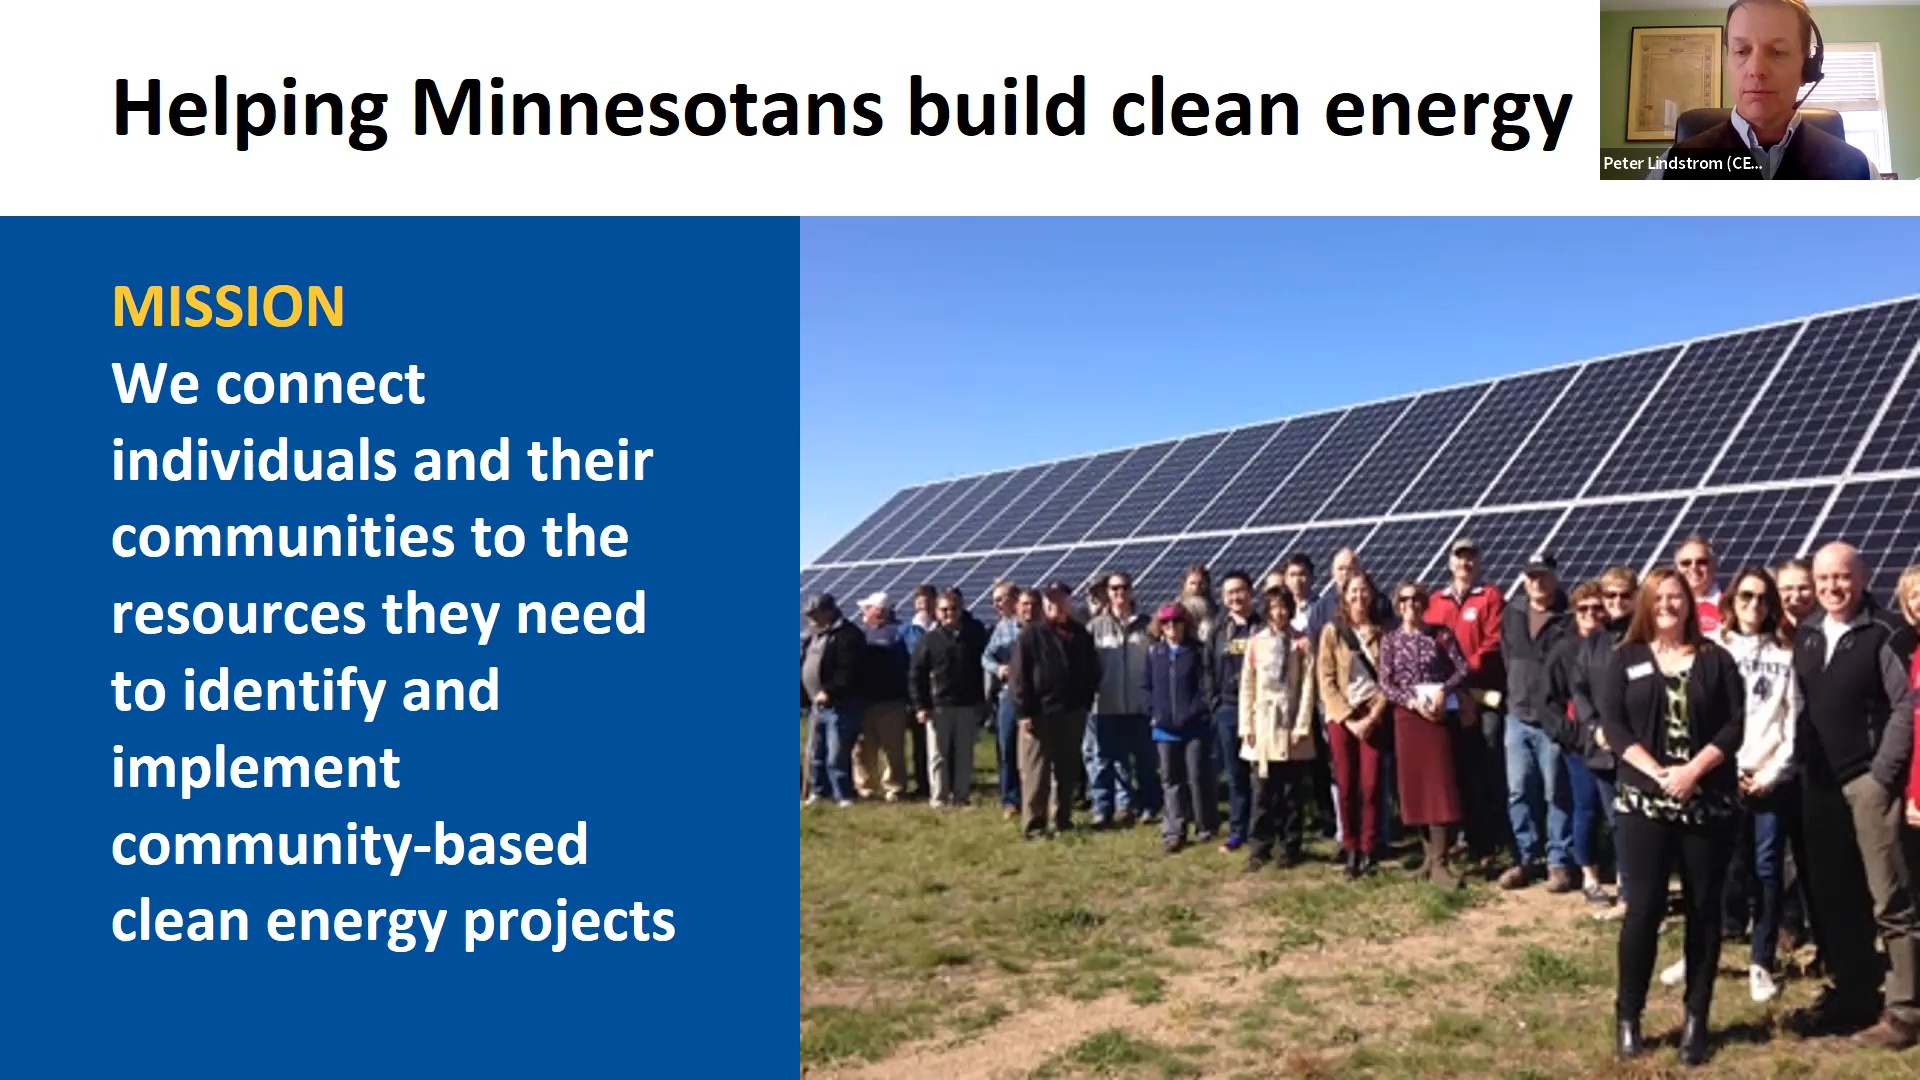 Helping Minnesotans build clean energy
Peter Lindstrom (CE...
MISSION
We connect
individuals and their
communities to the
resources they need
to identify and
implement
community-based
clean energy projects